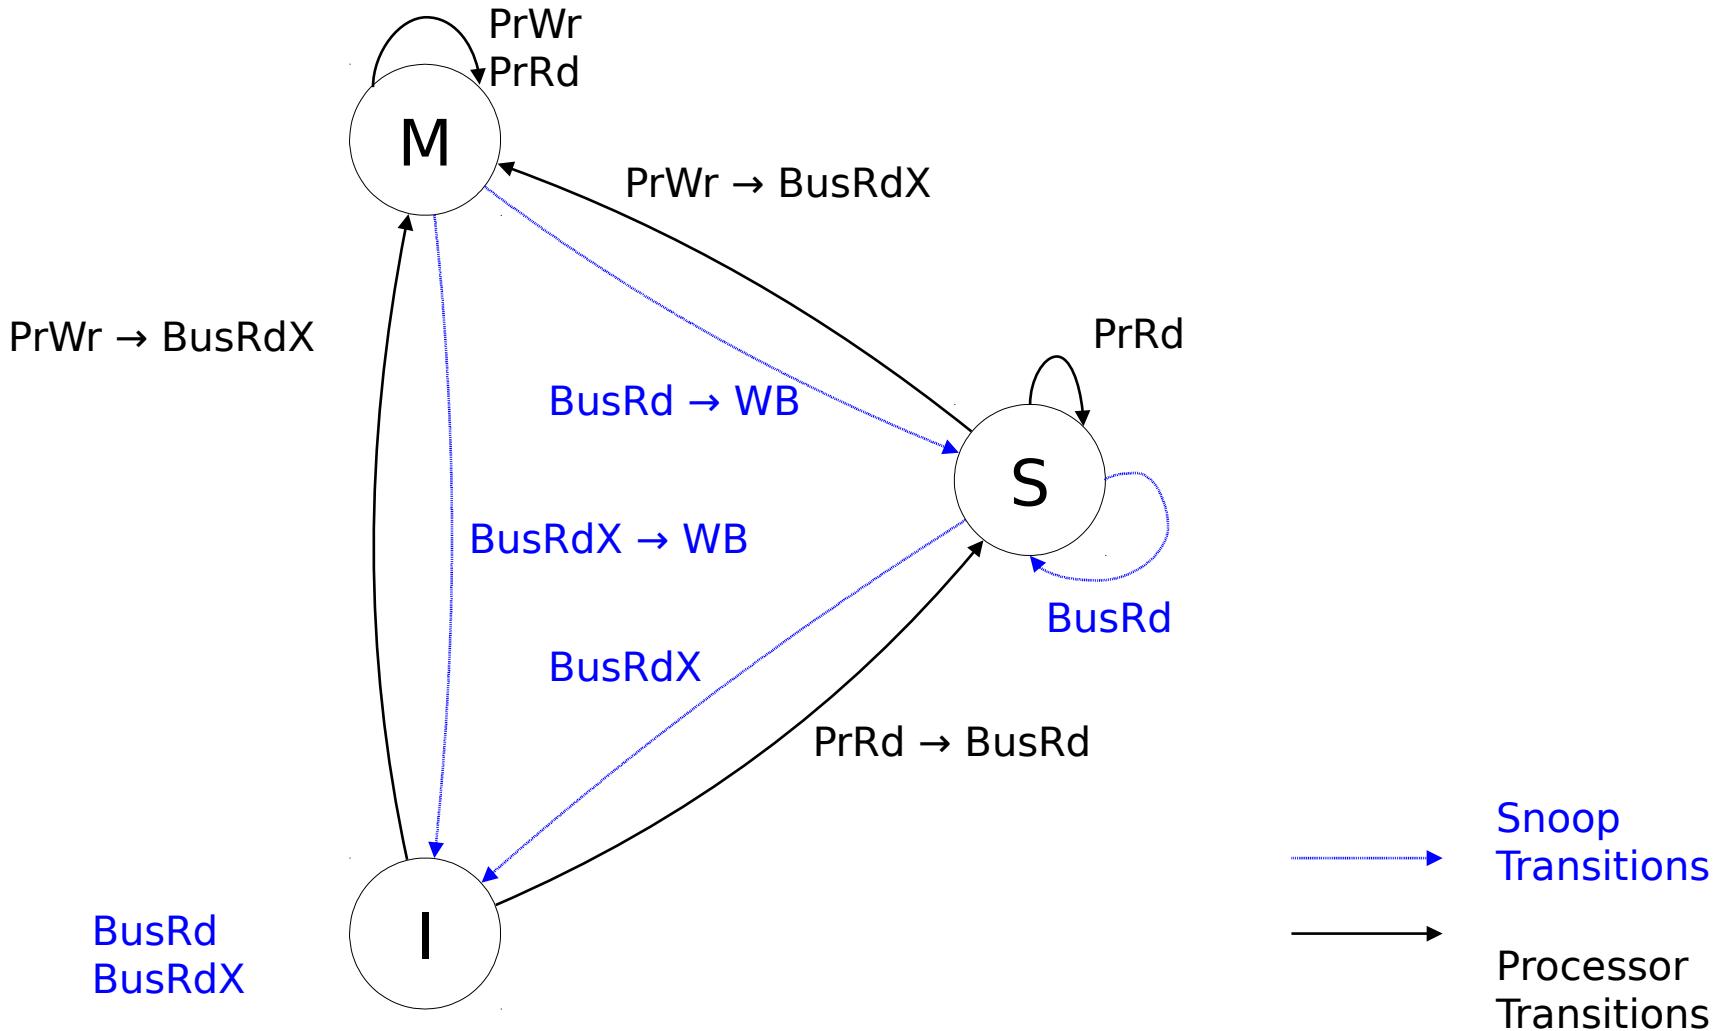 PrWr
PrRd
M
PrWr → BusRdX
PrWr → BusRdX
PrRd
BusRd → WB
S
BusRdX → WB
BusRd
BusRdX
PrRd → BusRd
Snoop
Transitions
BusRd
BusRdX
I
Processor
Transitions